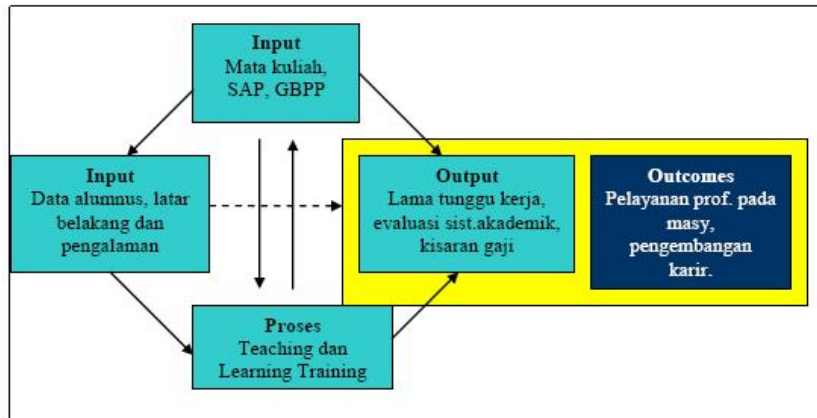 Input
Mata kuliah,
SAP, GBPP
Input
Data alumnus, latar
belakang dan
pengalaman
Output
Lama tunggu kerja,
evaluasi sist.akademik,
kisaran gaji
Outcomes
Pelayanan prof. pada
masy,
pengembangan
karir.
Proses
Teaching dan
Learning Training